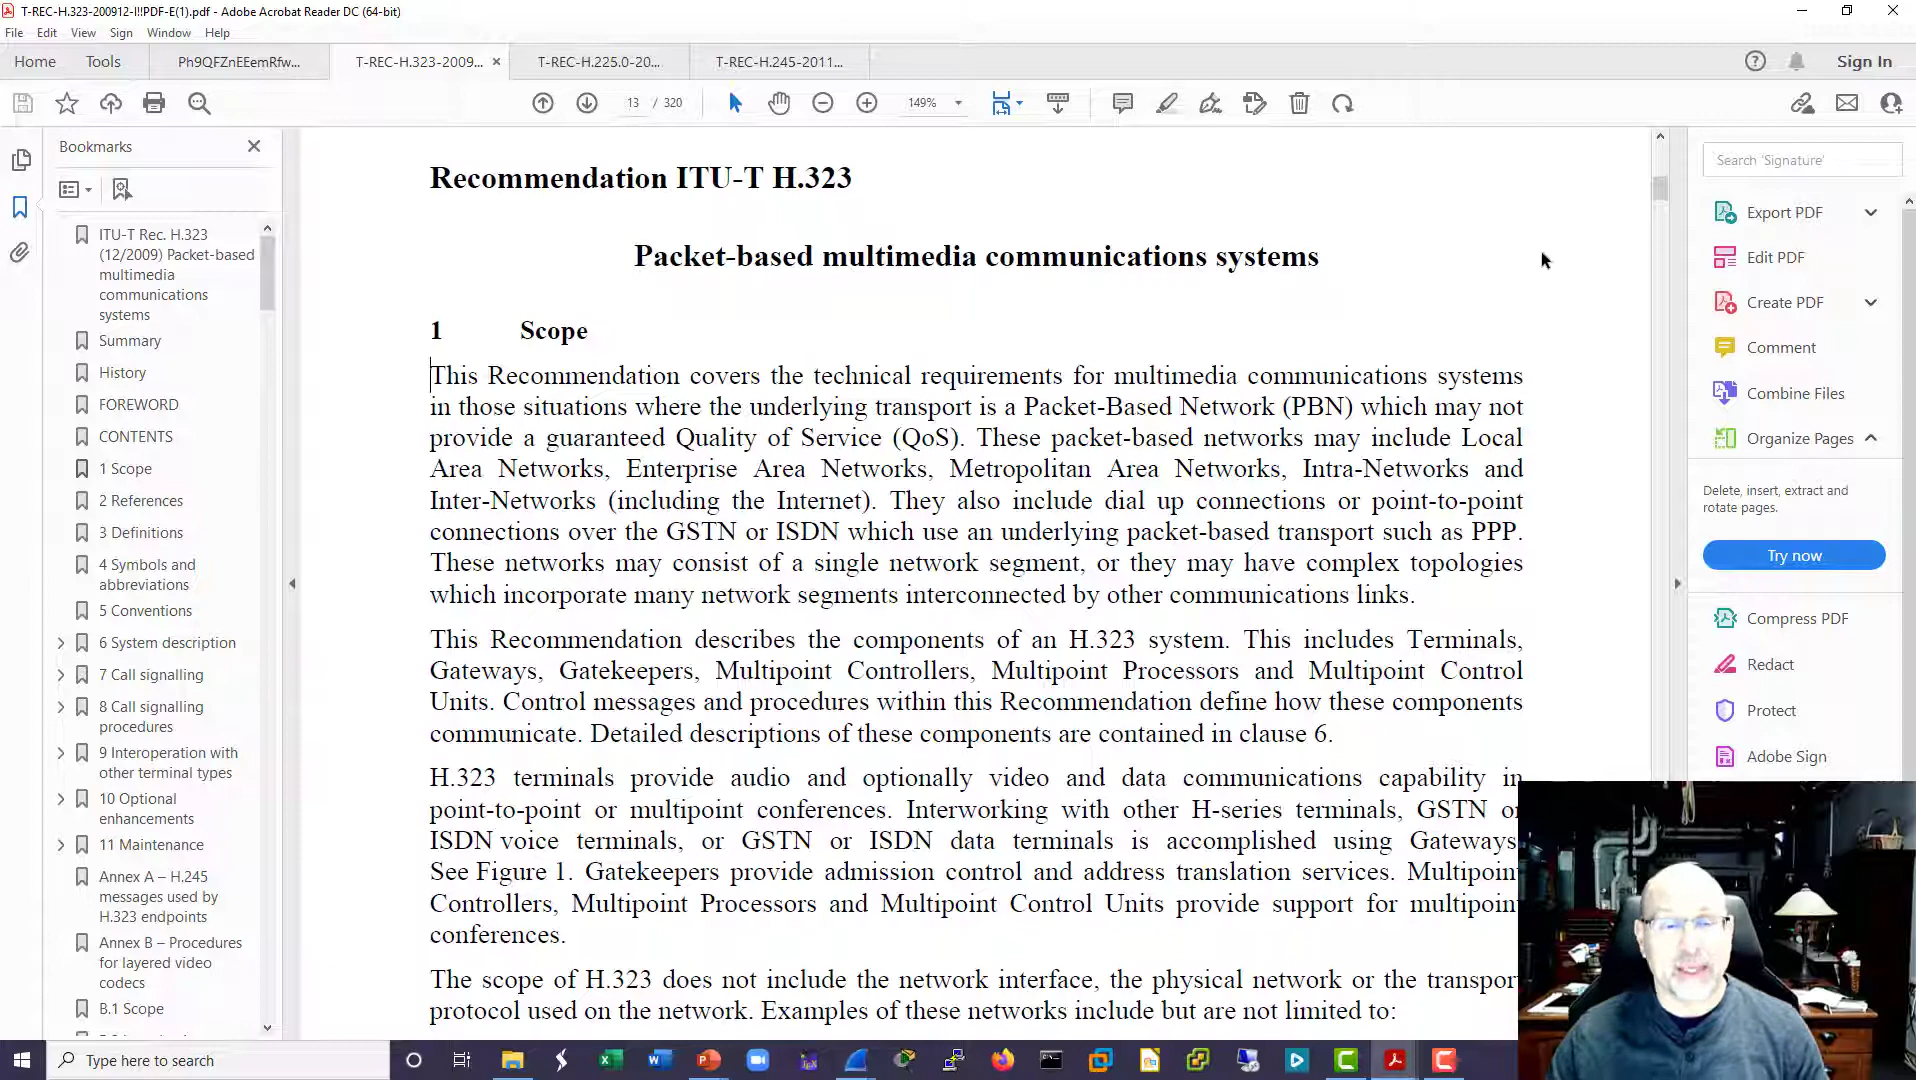 T-REC-H.323-200912-I!!PDF-E(1).pdf - Adobe Acrobat Reader DC (64-bit)
File Edit View Sign Window Help
Home Tools Ph9QFZnEEemRfw... T-REC-H.323-2009... T-REC-H.225.0-20... T-REC-H.245-2011... Sign In
13 / 320 149%
Bookmarks
ITU-T Rec. H.323
(12/2009) Packet-based
multimedia
communications
systems
Summary
History
FOREWORD
CONTENTS
1 Scope
2 References
3 Definitions
4 Symbols and
abbreviations
5 Conventions
6 System description
7 Call signalling
8 Call signalling
procedures
9 Interoperation with
other terminal types
10 Optional
enhancements
11 Maintenance
Annex A – H.245
messages used by
H.323 endpoints
Annex B – Procedures
for layered video
codecs
B.1 Scope
Recommendation ITU-T H.323
Packet-based multimedia communications systems
1 Scope
This Recommendation covers the technical requirements for multimedia communications systems
in those situations where the underlying transport is a Packet-Based Network (PBN) which may not
provide a guaranteed Quality of Service (QoS). These packet-based networks may include Local
Area Networks, Enterprise Area Networks, Metropolitan Area Networks, Intra-Networks and
Inter-Networks (including the Internet). They also include dial up connections or point-to-point
connections over the GSTN or ISDN which use an underlying packet-based transport such as PPP.
These networks may consist of a single network segment, or they may have complex topologies
which incorporate many network segments interconnected by other communications links.
This Recommendation describes the components of an H.323 system. This includes Terminals,
Gateways, Gatekeepers, Multipoint Controllers, Multipoint Processors and Multipoint Control
Units. Control messages and procedures within this Recommendation define how these components
communicate. Detailed descriptions of these components are contained in clause 6.
H.323 terminals provide audio and optionally video and data communications capability in
point-to-point or multipoint conferences. Interworking with other H-series terminals, GSTN or
ISDN voice terminals, or GSTN or ISDN data terminals is accomplished using Gateways.
See Figure 1. Gatekeepers provide admission control and address translation services. Multipoint
Controllers, Multipoint Processors and Multipoint Control Units provide support for multipoint
conferences.
The scope of H.323 does not include the network interface, the physical network or the transport
protocol used on the network. Examples of these networks include but are not limited to:
Search 'Signature'
Export PDF
Edit PDF
Create PDF
Comment
Combine Files
Organize Pages
Delete, insert, extract and
rotate pages.
Try now
Compress PDF
Redact
Protect
Adobe Sign
Type here to search